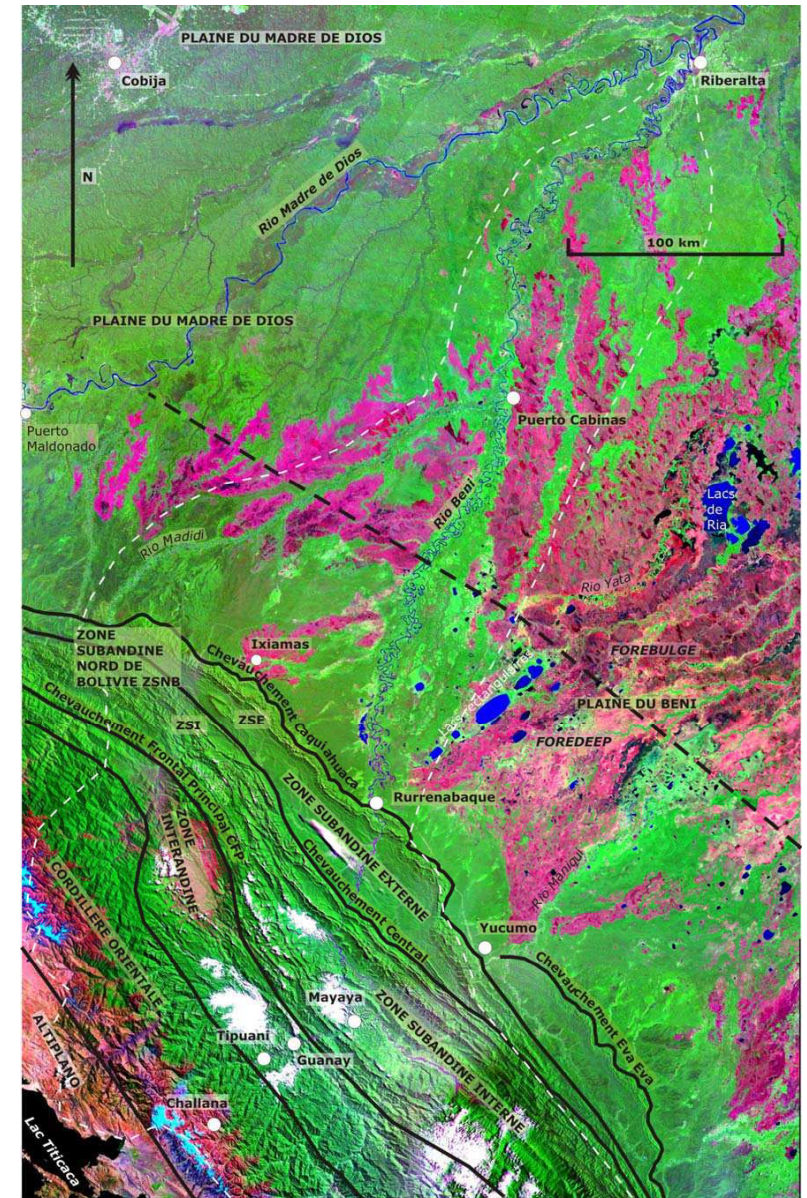 PLAINE DU MADRE DE DIOS
Cobija
Riberalta
N
Rio Madre de Dios
100 km
PLAINE DU MADRE DE DIOS
Puerto Cabinas
Puerto
Maldonado
Rio Beni
Lacs
de
Ria
Rio Madidi
Rio Yata
ZONE
SUBANDINE
NORD DE
BOLIVIE ZSNB
Ixiamas
Chevauchement Caquiahuaca
FOREBULGE
Lacs rectangulaires
PLAINE DU BENI
ZSI
ZSE
FOREDEEP
Chevauchement Frontal Principal CFP
Rurrenabaque
ZONE SUBANDINE EXTERNE
ZONE
INTERANDINE
Chevauchement Central
Rio Maniqui
CORDILLERE ORIENTALE
Yucumo
Chevauchement Eva Eva
Mayaya
ZONE SUBANDINE INTERNE
ALTIPLANO
Tipuani
Guanay
Challana
Lac Titicaca